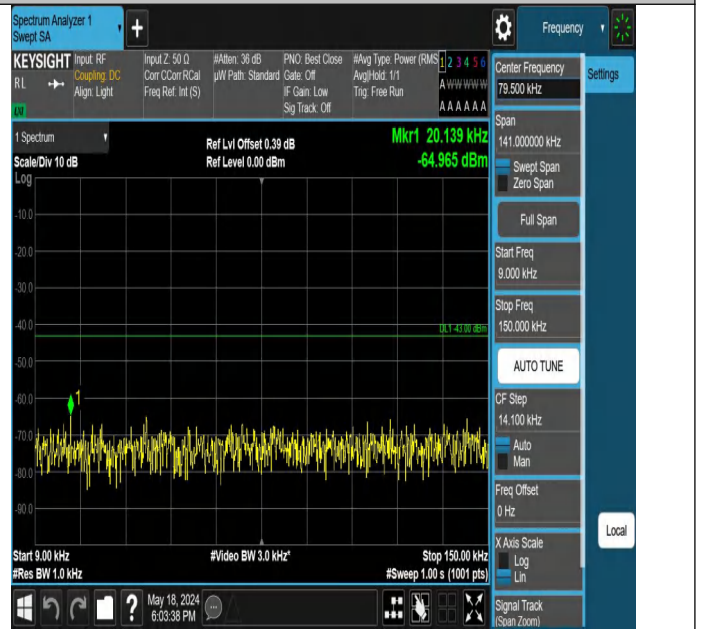 Spectrum Analyzer 1
Swept SA
+
Frequency
KEYSIGHT
RL
Input: RF
Coupling: DC
Align: Light
Input Z: 50 Ω
Corr CCorr RCal
Freq Ref: Int (S)
#Atten: 36 dB
µW Path: Standard
PNO: Best Close
Gate: Off
IF Gain: Low
Sig Track: Off
#Avg Type: Power (RMS
Avg|Hold: 1/1
Trig: Free Run
1 2 3 4 5 6
A W W W W W
A A A A A A
1 Spectrum
Scale/Div 10 dB
Log
Ref Lvl Offset 0.39 dB
Ref Level 0.00 dBm
Mkr1 20.139 kHz
-64.965 dBm
-10.0
-20.0
-30.0
-40.0
DL1 -43.00 dBm
-50.0
-60.0
1
-70.0
-80.0
-90.0
Start 9.00 kHz
#Res BW 1.0 kHz
#Video BW 3.0 kHz*
Stop 150.00 kHz
#Sweep 1.00 s (1001 pts)
Center Frequency
79.500 kHz
Settings
Span
141.000000 kHz
Swept Span
Zero Span
Full Span
Start Freq
9.000 kHz
Stop Freq
150.000 kHz
AUTO TUNE
CF Step
14.100 kHz
Auto
Man
Freq Offset
0 Hz
X Axis Scale
Log
Lin
Local
Signal Track
(Span Zoom)
?
May 18, 2024
6:03:38 PM